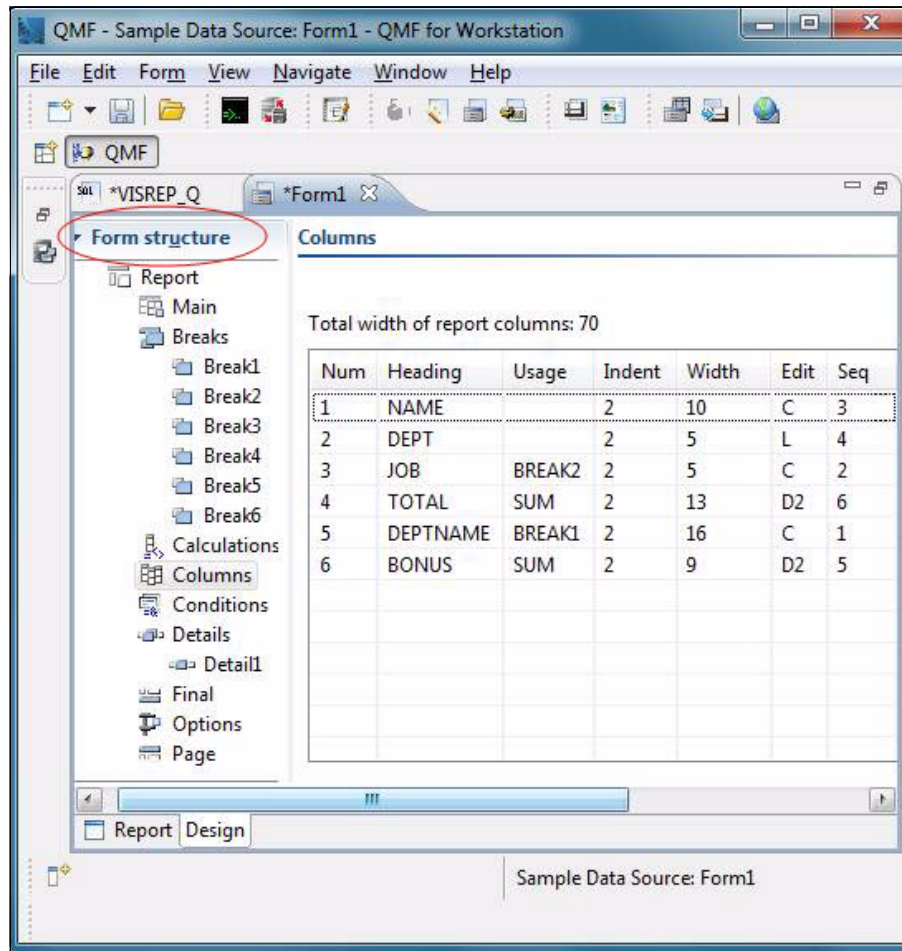 QMF - Sample Data Source: Form1 - QMF for Workstation
File Edit Form View Navigate Window Help
QMF
SQL *VISREP_Q *Form1
Form structure
Columns
Report
Main
Breaks
Break1
Break2
Break3
Break4
Break5
Break6
Calculations
Columns
Conditions
Details
Detail1
Final
Options
Page
Total width of report columns: 70
Num Heading Usage Indent Width Edit Seq
1 NAME 2 10 C 3
2 DEPT 2 5 L 4
3 JOB BREAK2 2 5 C 2
4 TOTAL SUM 2 13 D2 6
5 DEPTNAME BREAK1 2 16 C 1
6 BONUS SUM 2 9 D2 5
Report Design
Sample Data Source: Form1